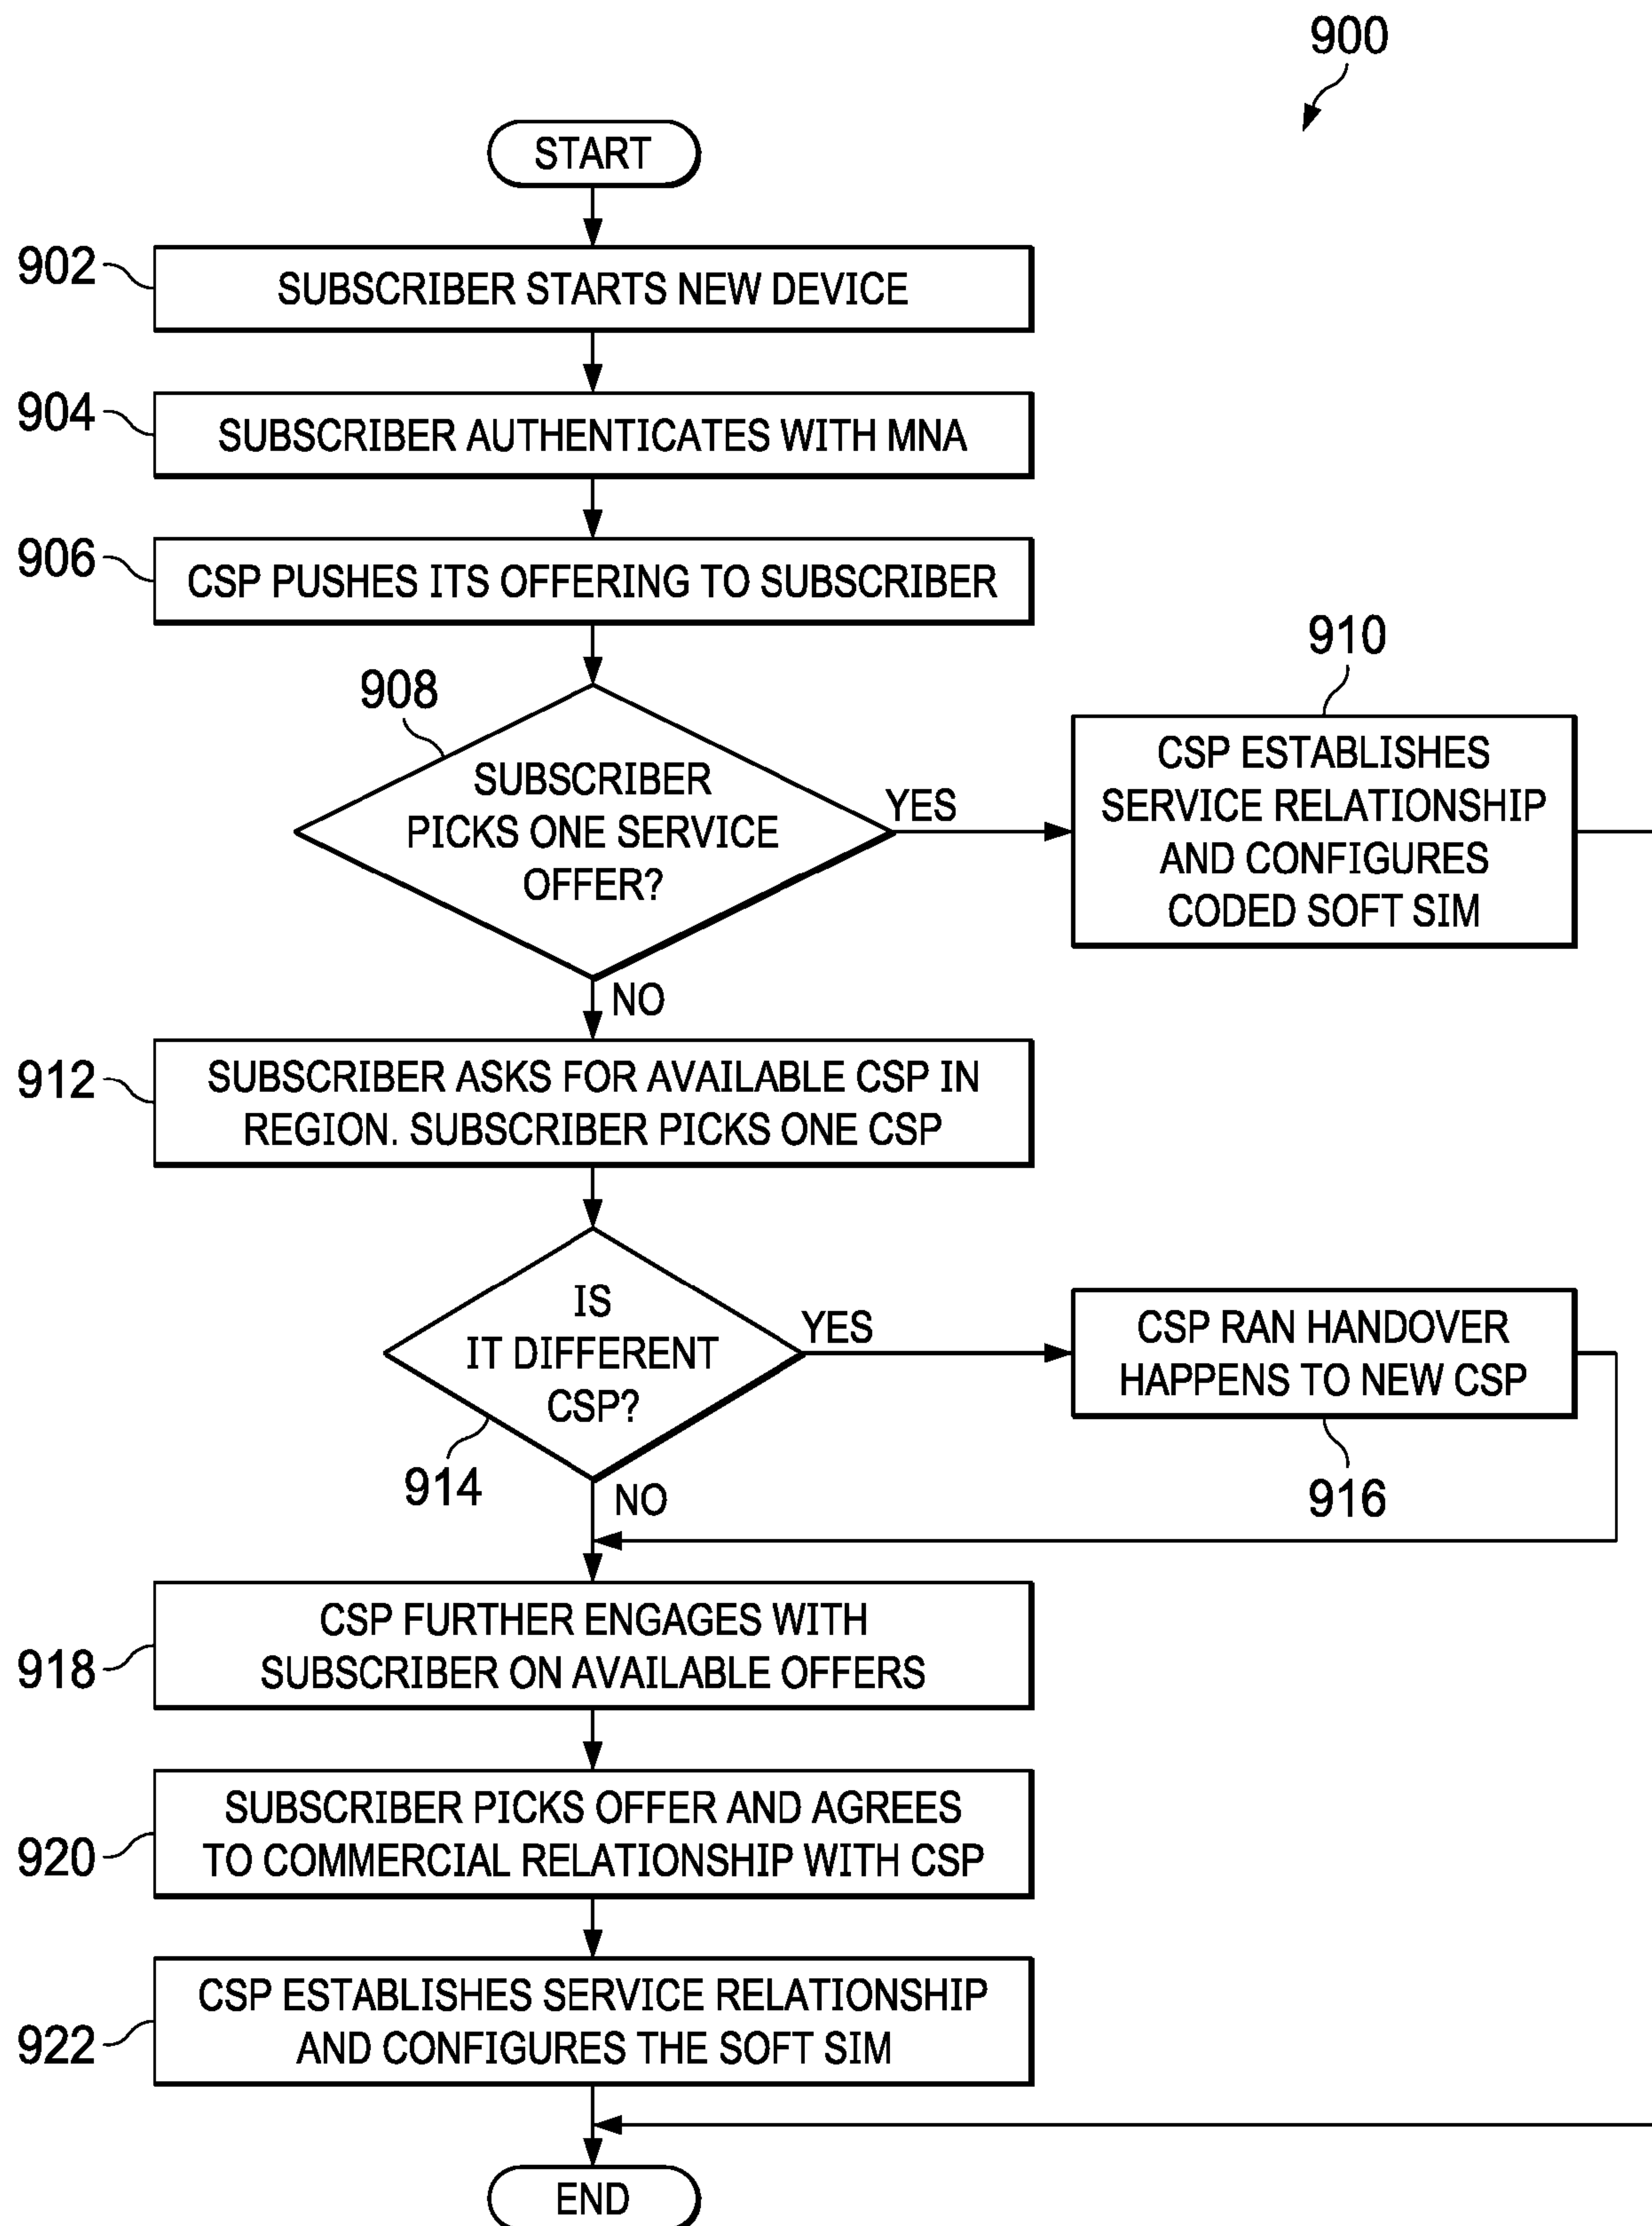 900
START
902
SUBSCRIBER STARTS NEW DEVICE
904
SUBSCRIBER AUTHENTICATES WITH MNA
906
CSP PUSHES ITS OFFERING TO SUBSCRIBER
908
SUBSCRIBER
PICKS ONE SERVICE
OFFER?
YES
910
CSP ESTABLISHES
SERVICE RELATIONSHIP
AND CONFIGURES
CODED SOFT SIM
NO
912
SUBSCRIBER ASKS FOR AVAILABLE CSP IN
REGION. SUBSCRIBER PICKS ONE CSP
IS
IT DIFFERENT
CSP?
914
YES
CSP RAN HANDOVER
HAPPENS TO NEW CSP
916
NO
918
CSP FURTHER ENGAGES WITH
SUBSCRIBER ON AVAILABLE OFFERS
920
SUBSCRIBER PICKS OFFER AND AGREES
TO COMMERCIAL RELATIONSHIP WITH CSP
922
CSP ESTABLISHES SERVICE RELATIONSHIP
AND CONFIGURES THE SOFT SIM
END